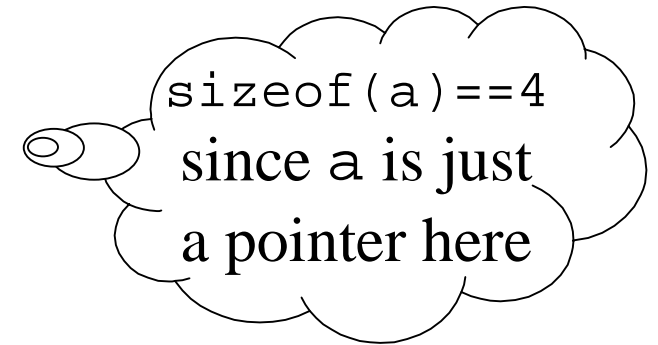 sizeof(a)==4
since a is just
a pointer here